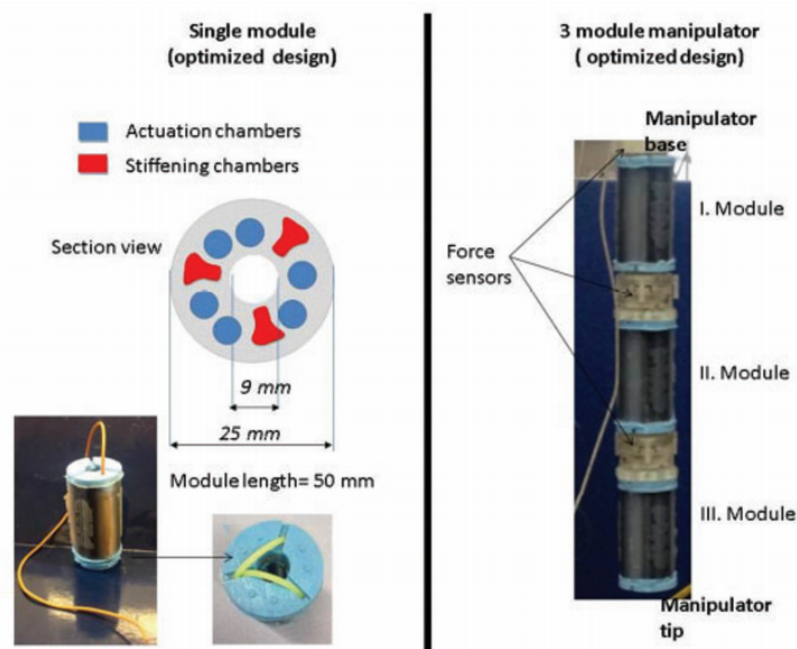 Single module
(optimized design)
Actuation chambers
Stiffening chambers
Section view
9 mm
25 mm
Module length= 50 mm
3 module manipulator
( optimized design)
Manipulator
base
I. Module
Force
sensors
II. Module
III. Module
Manipulator
tip